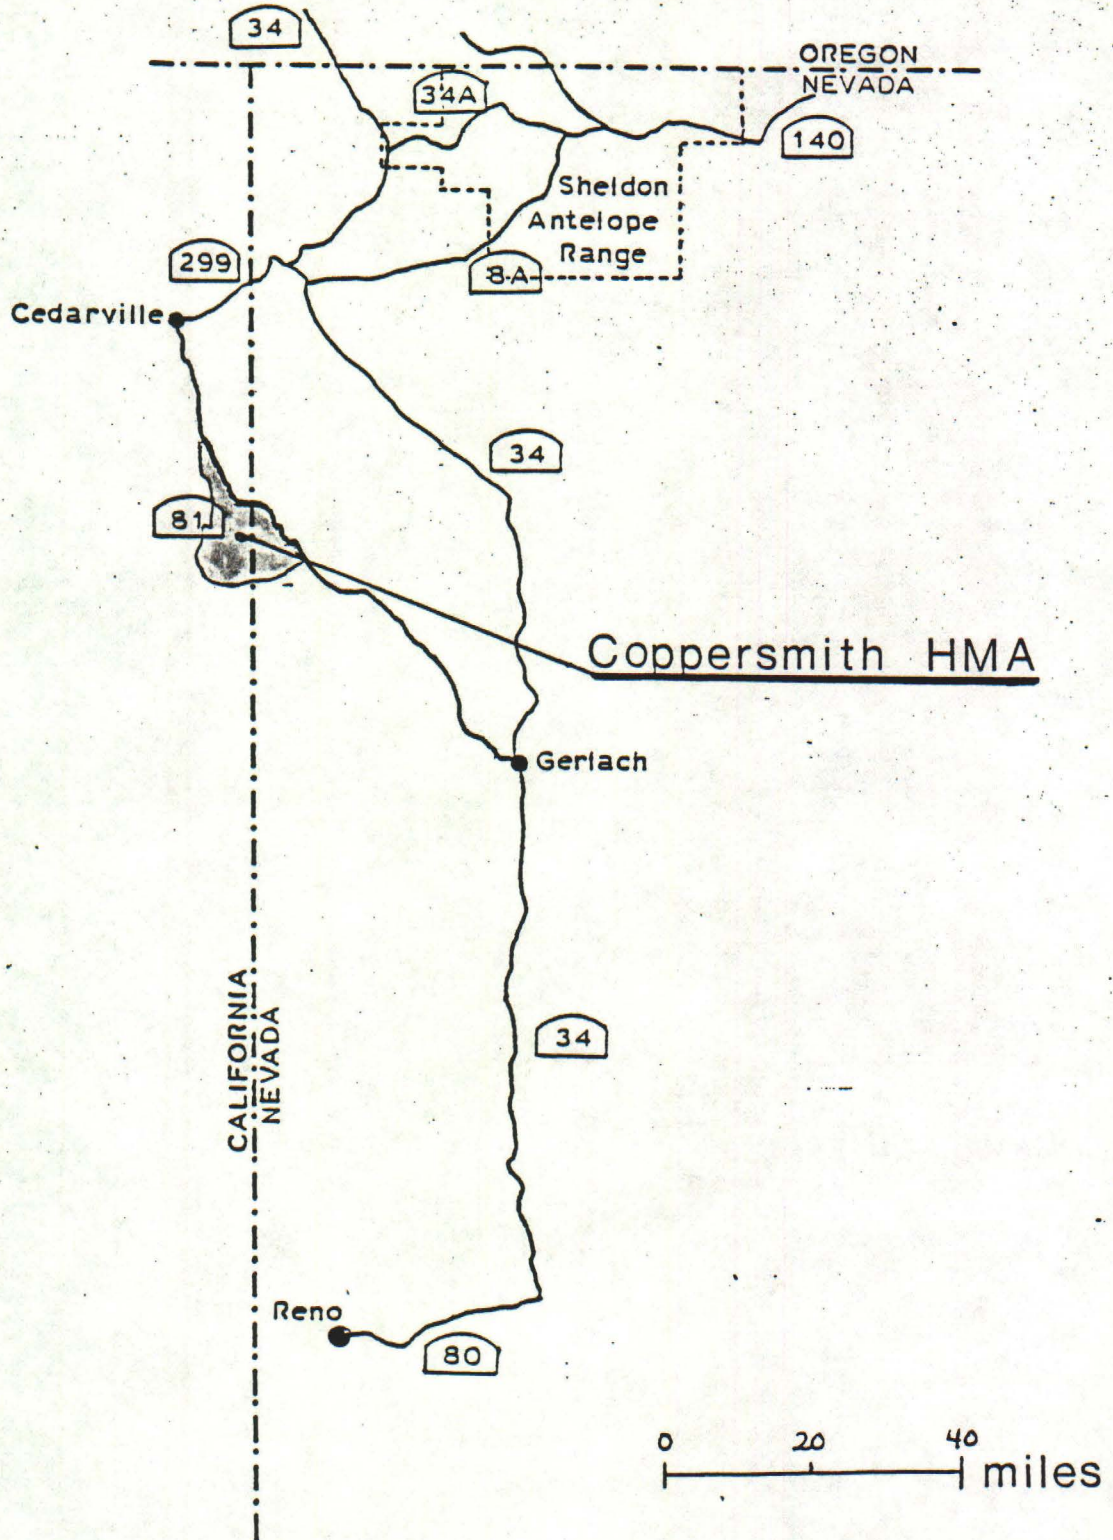 34
OREGON
NEVADA
34A
140
Sheldon
Antelope
Range
299
8A
Cedarville
34
81
Coppersmith HMA
Gerlach
CALIFORNIA
NEVADA
34
Reno
80
0 20 40
miles